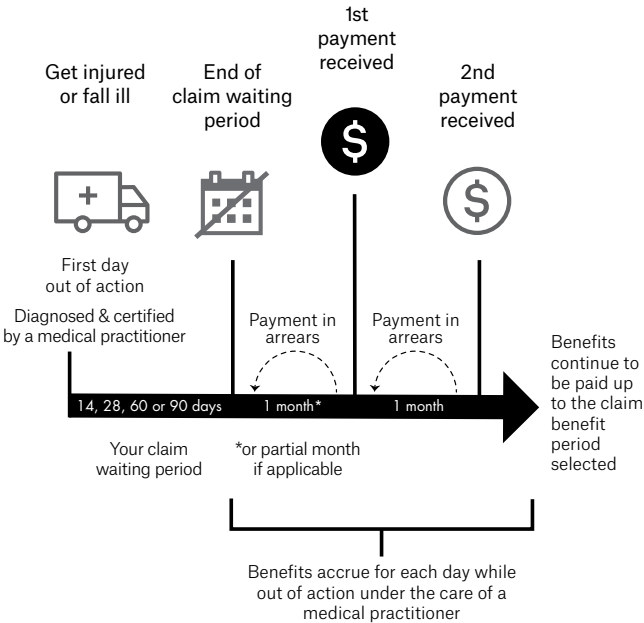 Get injured
or fall ill
End of
claim waiting
period
1st
payment
received
2nd
payment
received
$
$
First day
out of action
Diagnosed & certified
by a medical practitioner
Payment in
arrears
Payment in
arrears
14, 28, 60 or 90 days
1 month*
1 month
Benefits
continue to
be paid up
to the claim
benefit
period
selected
Your claim
waiting period
*or partial month
if applicable
Benefits accrue for each day while
out of action under the care of a
medical practitioner